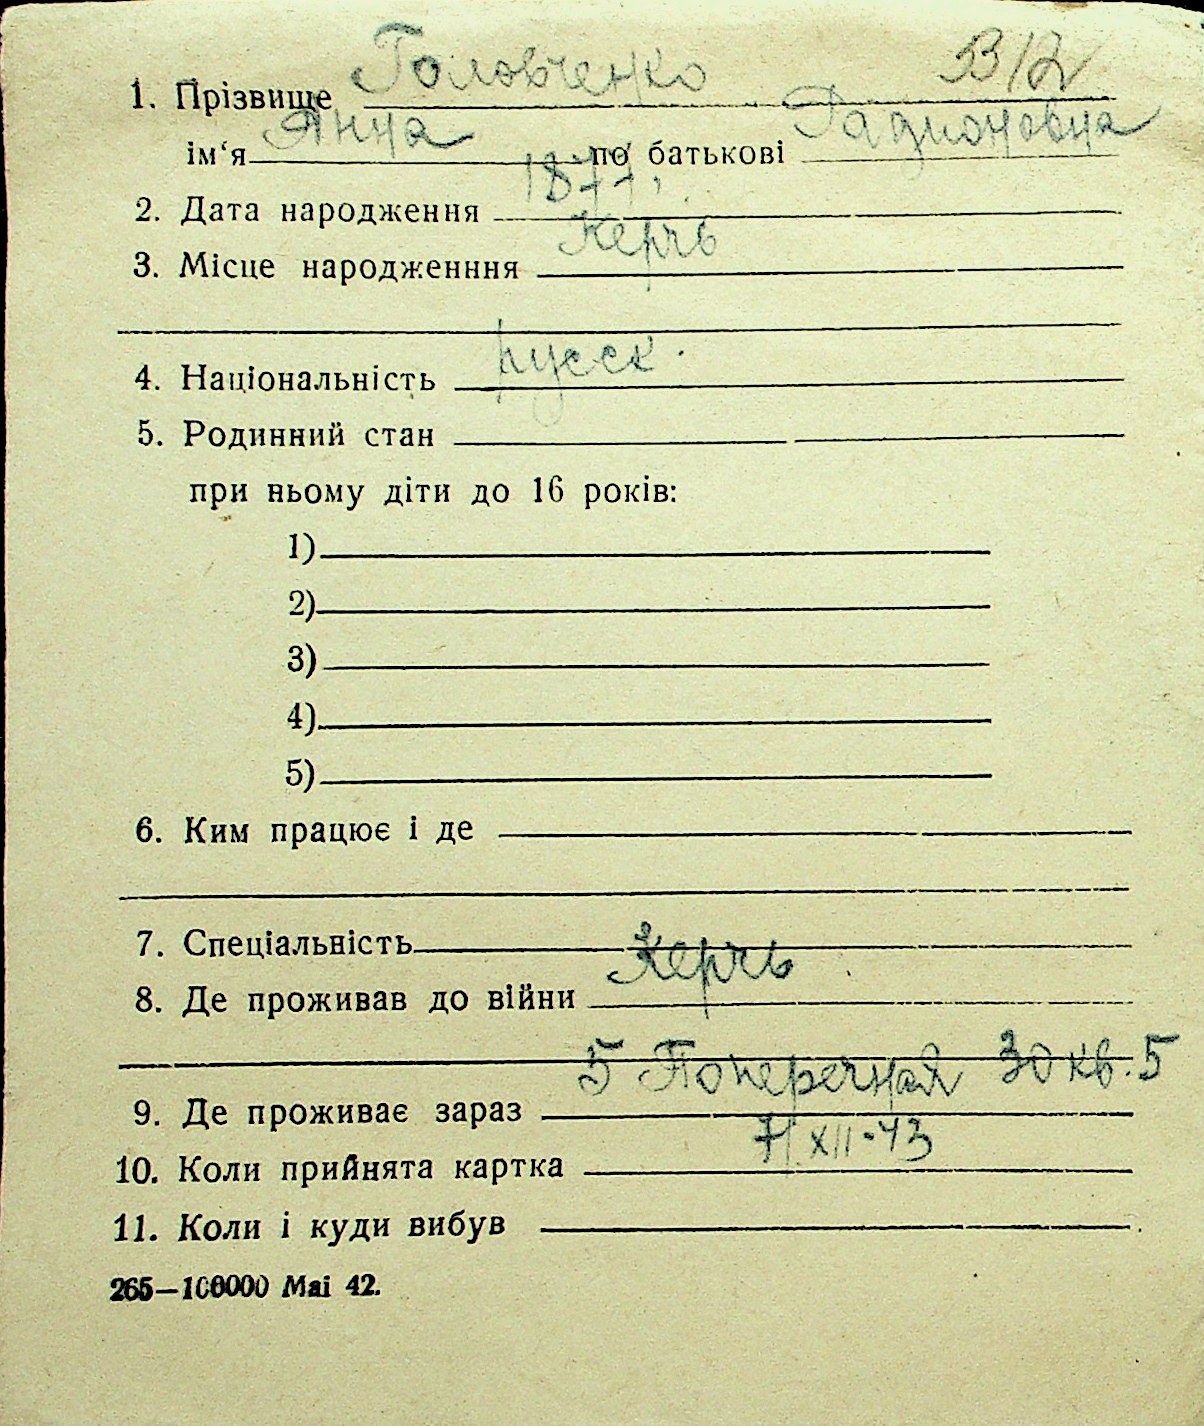 Головченко В/2
1. Прізвище
Анна Радионовна
ім‘я по батькові
1877
2. Дата народження
Керчь
3. Місце народженння
русск.
4. Національність
5. Родинний стан
при ньому діти до 16 років:
1)
2)
3)
4)
5)
6. Ким працює і де
7. Спеціальність
Керчь
8. Де проживав до війни
5 Поперечная 30 кв. 5
9. Де проживає зараз
7/XII-43
10. Коли прийнята картка
11. Коли і куди вибув
265—100000 Mai 42.